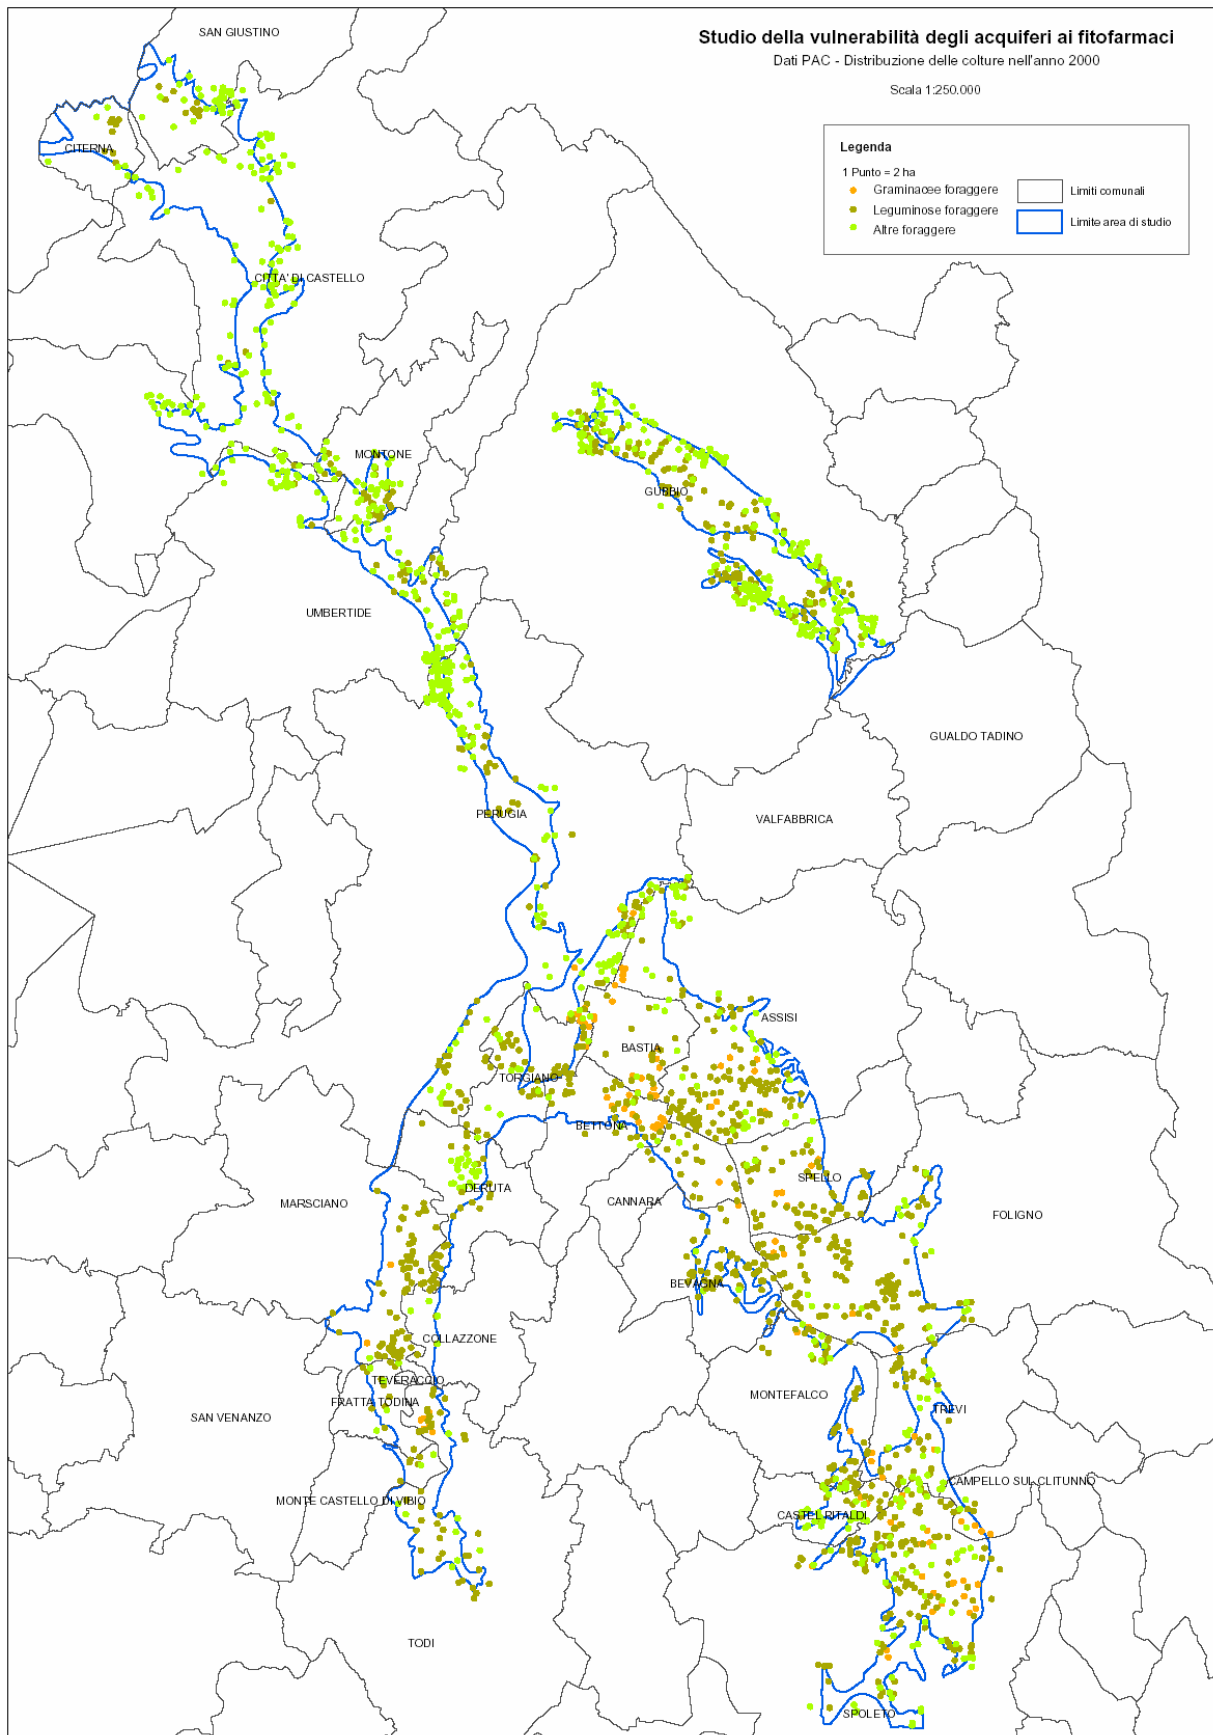 Studio della vulnerabilità degli acquiferi ai fitofarmaci
Dati PAC - Distribuzione delle colture nell'anno 2000
Scala 1:250.000
Legenda
1 Punto = 2 ha
Graminacee foraggere
Leguminose foraggere
Altre foraggere
Limiti comunali
Limite area di studio
SAN GIUSTINO
CITERNA
CITTA' DI CASTELLO
MONTONE
GUBBIO
UMBERTIDE
GUALDO TADINO
PERUGIA
VALFABBRICA
ASSISI
BASTIA
TORGIANO
BETTONA
SPELLO
DERUTA
CANNARA
MARSCIANO
FOLIGNO
BEVAGNA
COLLAZZONE
TEVERACCIO
MONTEFALCO
FRATTA TODINA
TREVI
SAN VENANZO
CAMPELLO SUL CLITUNNO
MONTE CASTELLO DI VIBIO
CASTEL RITALDI
TODI
SPOLETO